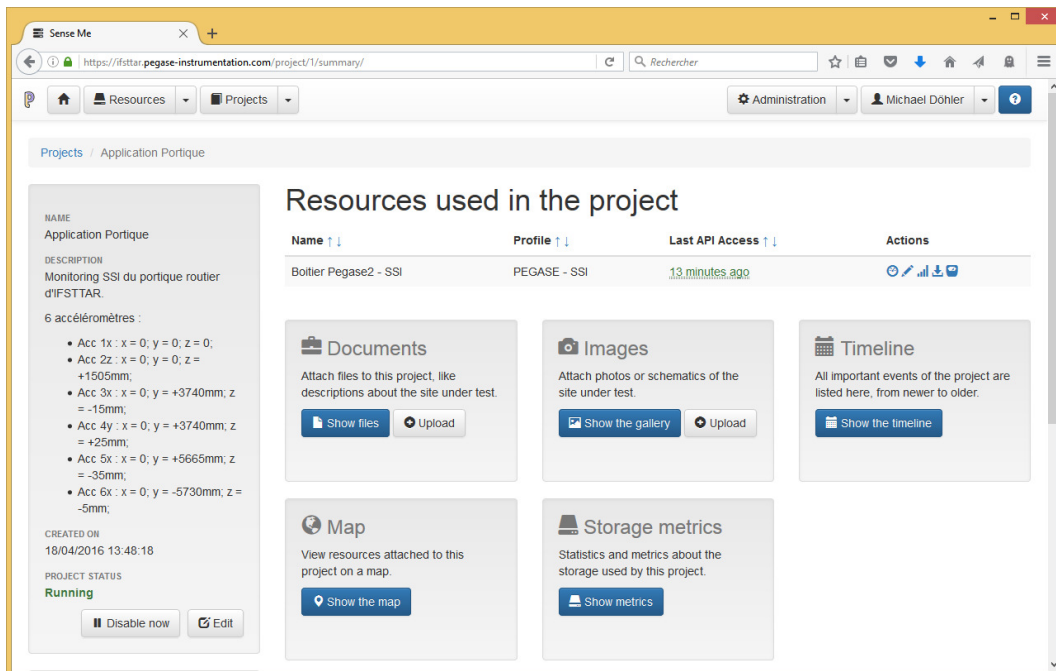 Sense Me
https://ifsttar.pegase-instrumentation.com/project/1/summary/
Rechercher
Resources
Projects
Administration
Michael Döhler
Projects / Application Portique
NAME
Application Portique
DESCRIPTION
Monitoring SSI du portique routier
d'IFSTTAR.
6 accéléromètres :
• Acc 1x : x = 0; y = 0; z = 0;
• Acc 2z : x = 0; y = 0; z =
+1505mm;
• Acc 3x : x = 0; y = +3740mm; z
= -15mm;
• Acc 4y : x = 0; y = +3740mm; z
= +25mm;
• Acc 5x : x = 0; y = +5665mm; z
= -35mm;
• Acc 6x : x = 0; y = -5730mm; z =
-5mm;
CREATED ON
18/04/2016 13:48:18
PROJECT STATUS
Running
Disable now
Edit
Resources used in the project
Name ↑↓ Profile ↑↓ Last API Access ↑↓ Actions
Boitier Pegase2 - SSI PEGASE - SSI 13 minutes ago
Documents
Attach files to this project, like
descriptions about the site under test.
Show files
Upload
Images
Attach photos or schematics of the
site under test.
Show the gallery
Upload
Timeline
All important events of the project are
listed here, from newer to older.
Show the timeline
Map
View resources attached to this
project on a map.
Show the map
Storage metrics
Statistics and metrics about the
storage used by this project.
Show metrics